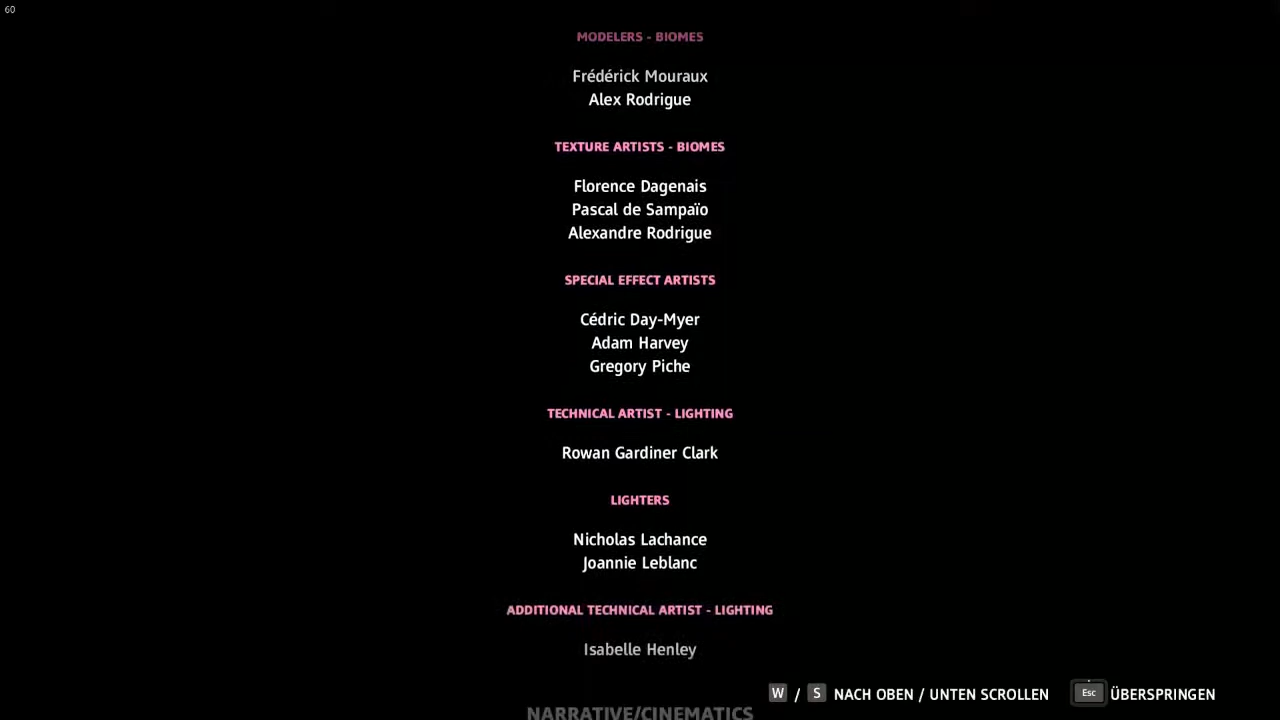 60
MODELERS - BIOMES
Frédérick Mouraux
Alex Rodrigue
TEXTURE ARTISTS - BIOMES
Florence Dagenais
Pascal de Sampaïo
Alexandre Rodrigue
SPECIAL EFFECT ARTISTS
Cédric Day-Myer
Adam Harvey
Gregory Piche
TECHNICAL ARTIST - LIGHTING
Rowan Gardiner Clark
LIGHTERS
Nicholas Lachance
Joannie Leblanc
ADDITIONAL TECHNICAL ARTIST - LIGHTING
Isabelle Henley
W / S NACH OBEN / UNTEN SCROLLEN Esc ÜBERSPRINGEN
NARRATIVE/CINEMATICS